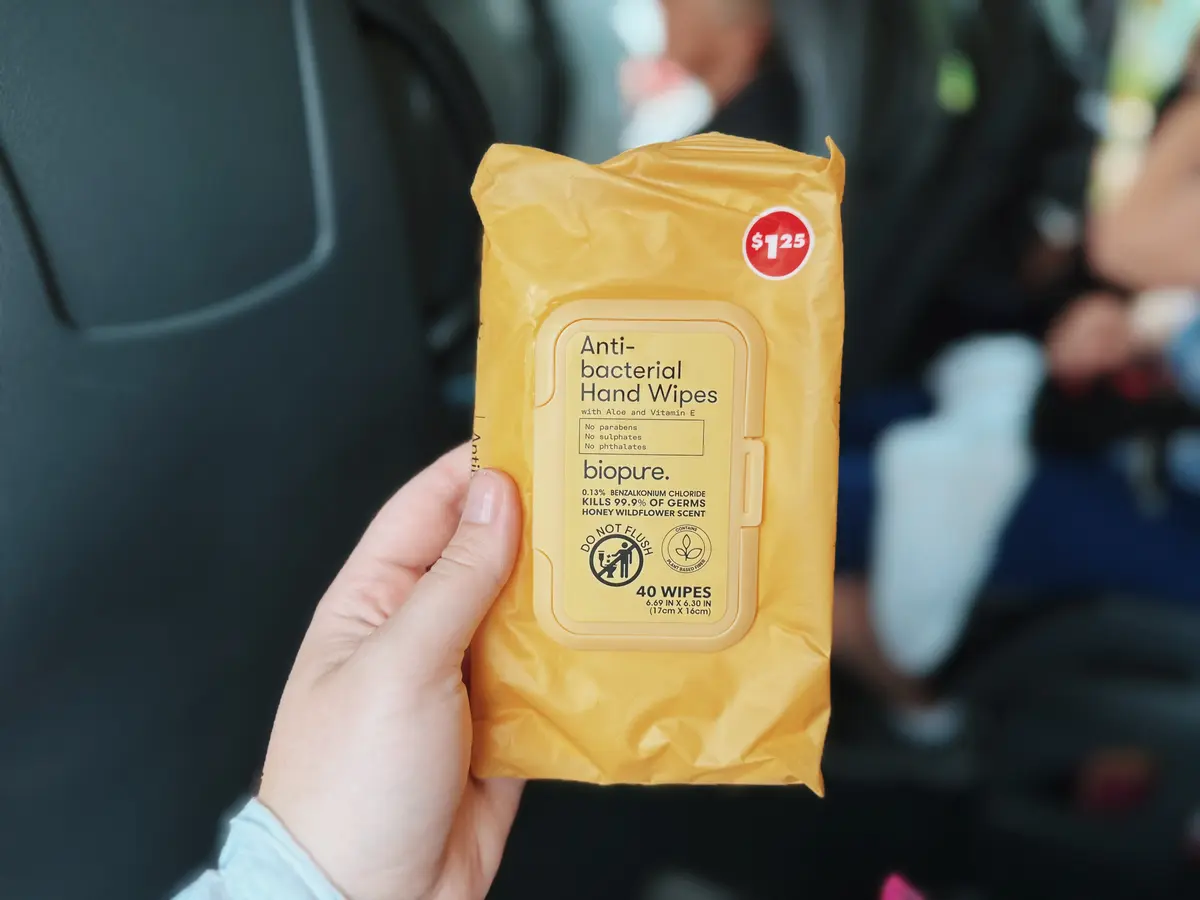 $1.25
Anti-
bacterial
Hand Wipes
with Aloe and Vitamin E
No parabens
No sulphates
No phthalates
biopure.
0.13% BENZALKONIUM CHLORIDE
KILLS 99.9% OF GERMS
HONEY WILDFLOWER SCENT
DO NOT FLUSH
CONTAINS
PLANT BASED FIBER
40 WIPES
6.69 IN X 6.30 IN
(17cm X 16cm)